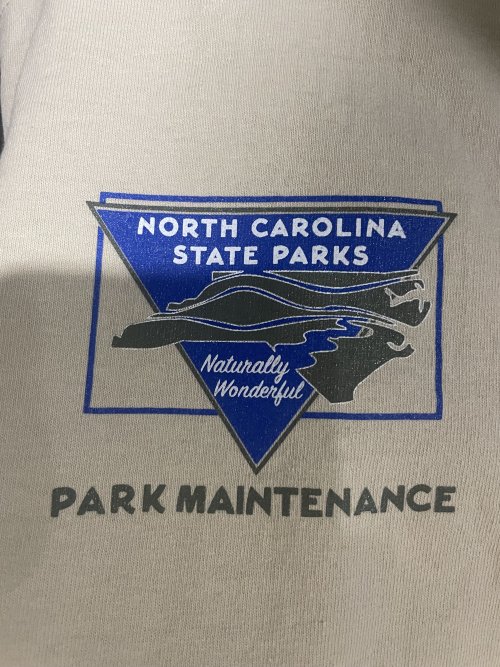 NORTH CAROLINA
STATE PARKS
Naturally
Wonderful
PARK MAINTENANCE